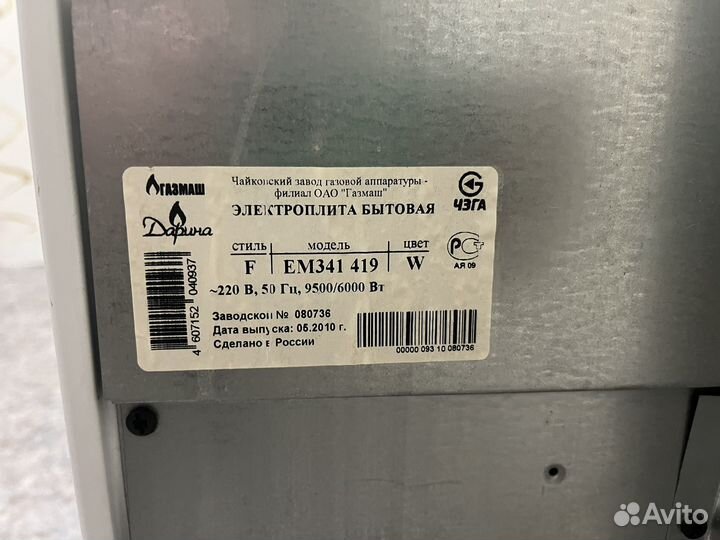 ГАЗМАШ
Чайковский завод газовой аппаратуры -
филиал ОАО "Газмаш"
ЧЗГА
Дарина
ЭЛЕКТРОПЛИТА БЫТОВАЯ
стиль модель цвет
F ЕМ341 419 W
РС
АЯ 09
~220 В, 50 Гц, 9500/6000 Вт
Заводской № 080736
Дата выпуска: 05.2010 г.
Сделано в России
4 607152 040937
00000 093 10 080736
Avito